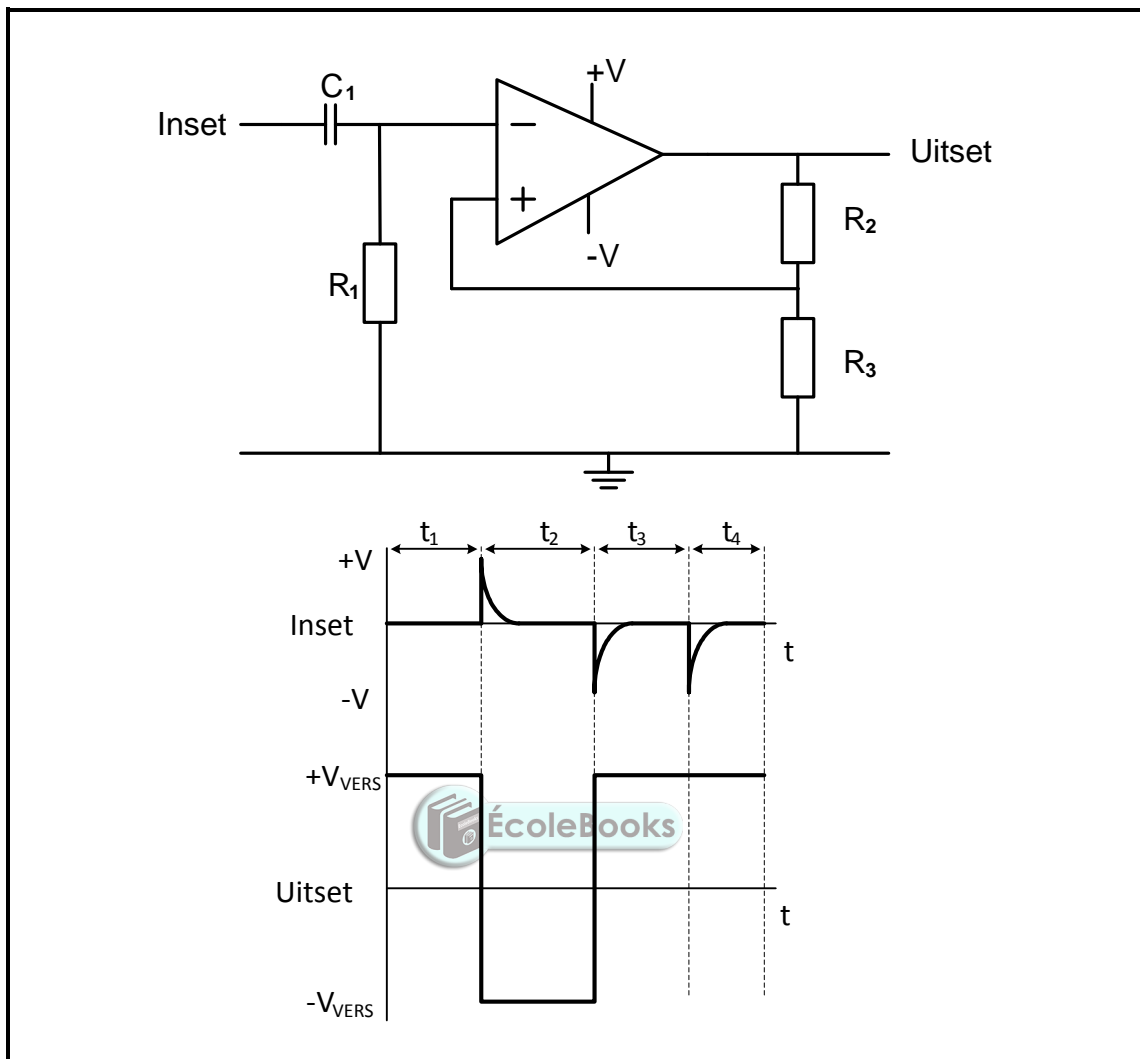 +V
C1
Inset
−
Uitset
+
R2
-V
R1
R3
t1 t2 t3 t4
+V
Inset
t
-V
+VVERS
ÉcoleBooks
Uitset
t
-VVERS